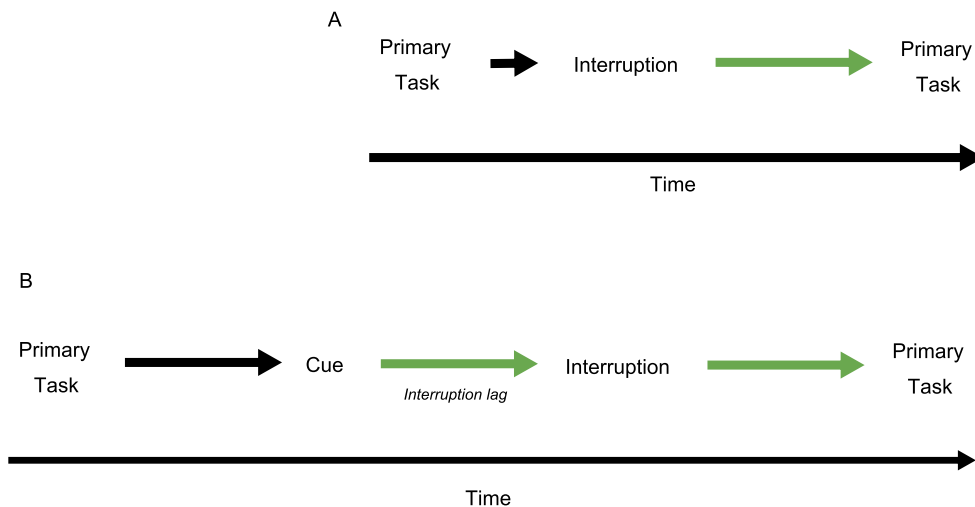 A
Primary
Task
Interruption
Primary
Task
Time
B
Primary
Task
Cue
Interruption lag
Interruption
Primary
Task
Time